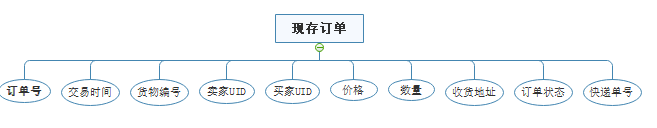 现存订单
订单号
交易时间
货物编号
卖家UID
买家UID
价格
数量
收货地址
订单状态
快递单号